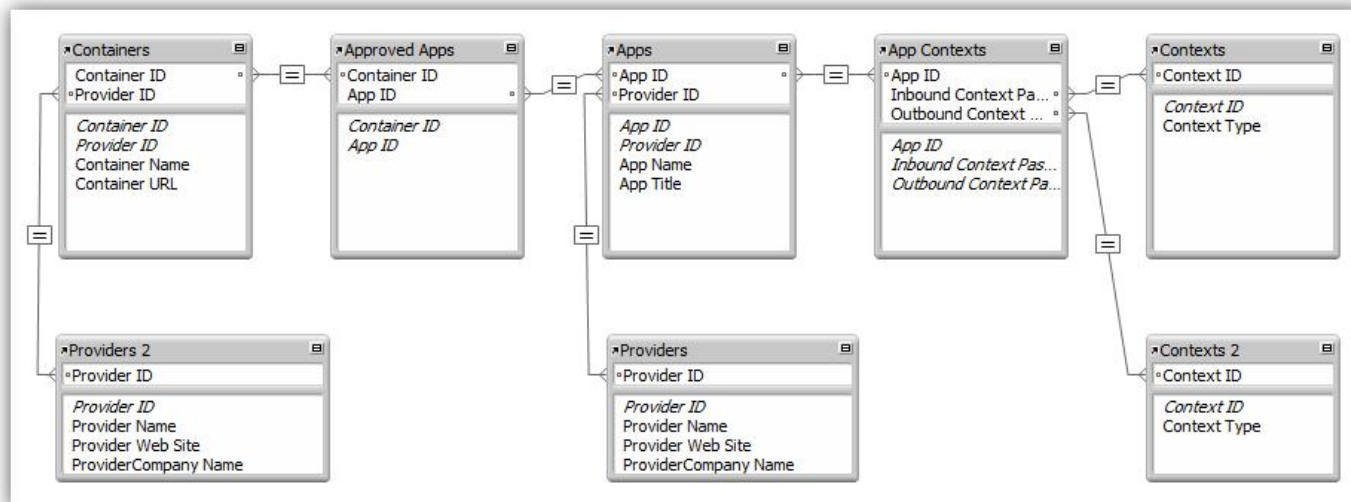 Containers
Container ID
Provider ID
Container ID
Provider ID
Container Name
Container URL
=
Approved Apps
Container ID
App ID
Container ID
App ID
=
Apps
App ID
Provider ID
App ID
Provider ID
App Name
App Title
=
App Contexts
App ID
Inbound Context Pa...
Outbound Context ...
App ID
Inbound Context Pas...
Outbound Context Pa...
=
Contexts
Context ID
Context ID
Context Type
=
=
=
Providers 2
Provider ID
Provider ID
Provider Name
Provider Web Site
ProviderCompany Name
Providers
Provider ID
Provider ID
Provider Name
Provider Web Site
ProviderCompany Name
Contexts 2
Context ID
Context ID
Context Type